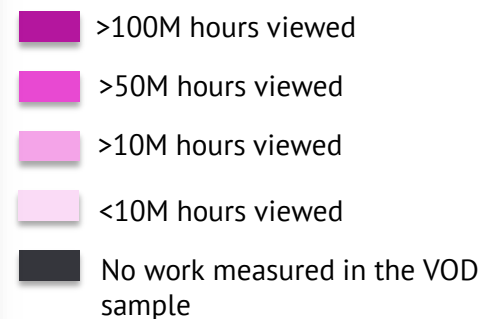 >100M hours viewed
>50M hours viewed
>10M hours viewed
<10M hours viewed
No work measured in the VOD
sample